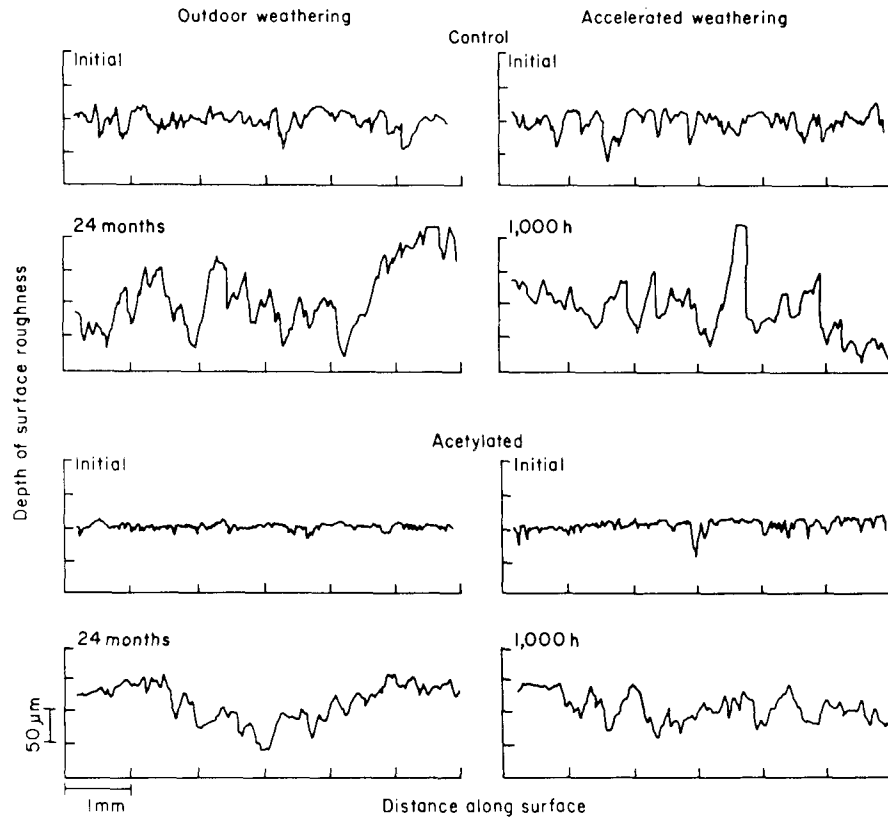 Outdoor weathering
Accelerated weathering
Control
Initial
Initial
24 months
1,000 h
Depth of surface roughness
Acetylated
Initial
Initial
24 months
1,000 h
50 μm
1mm
Distance along surface